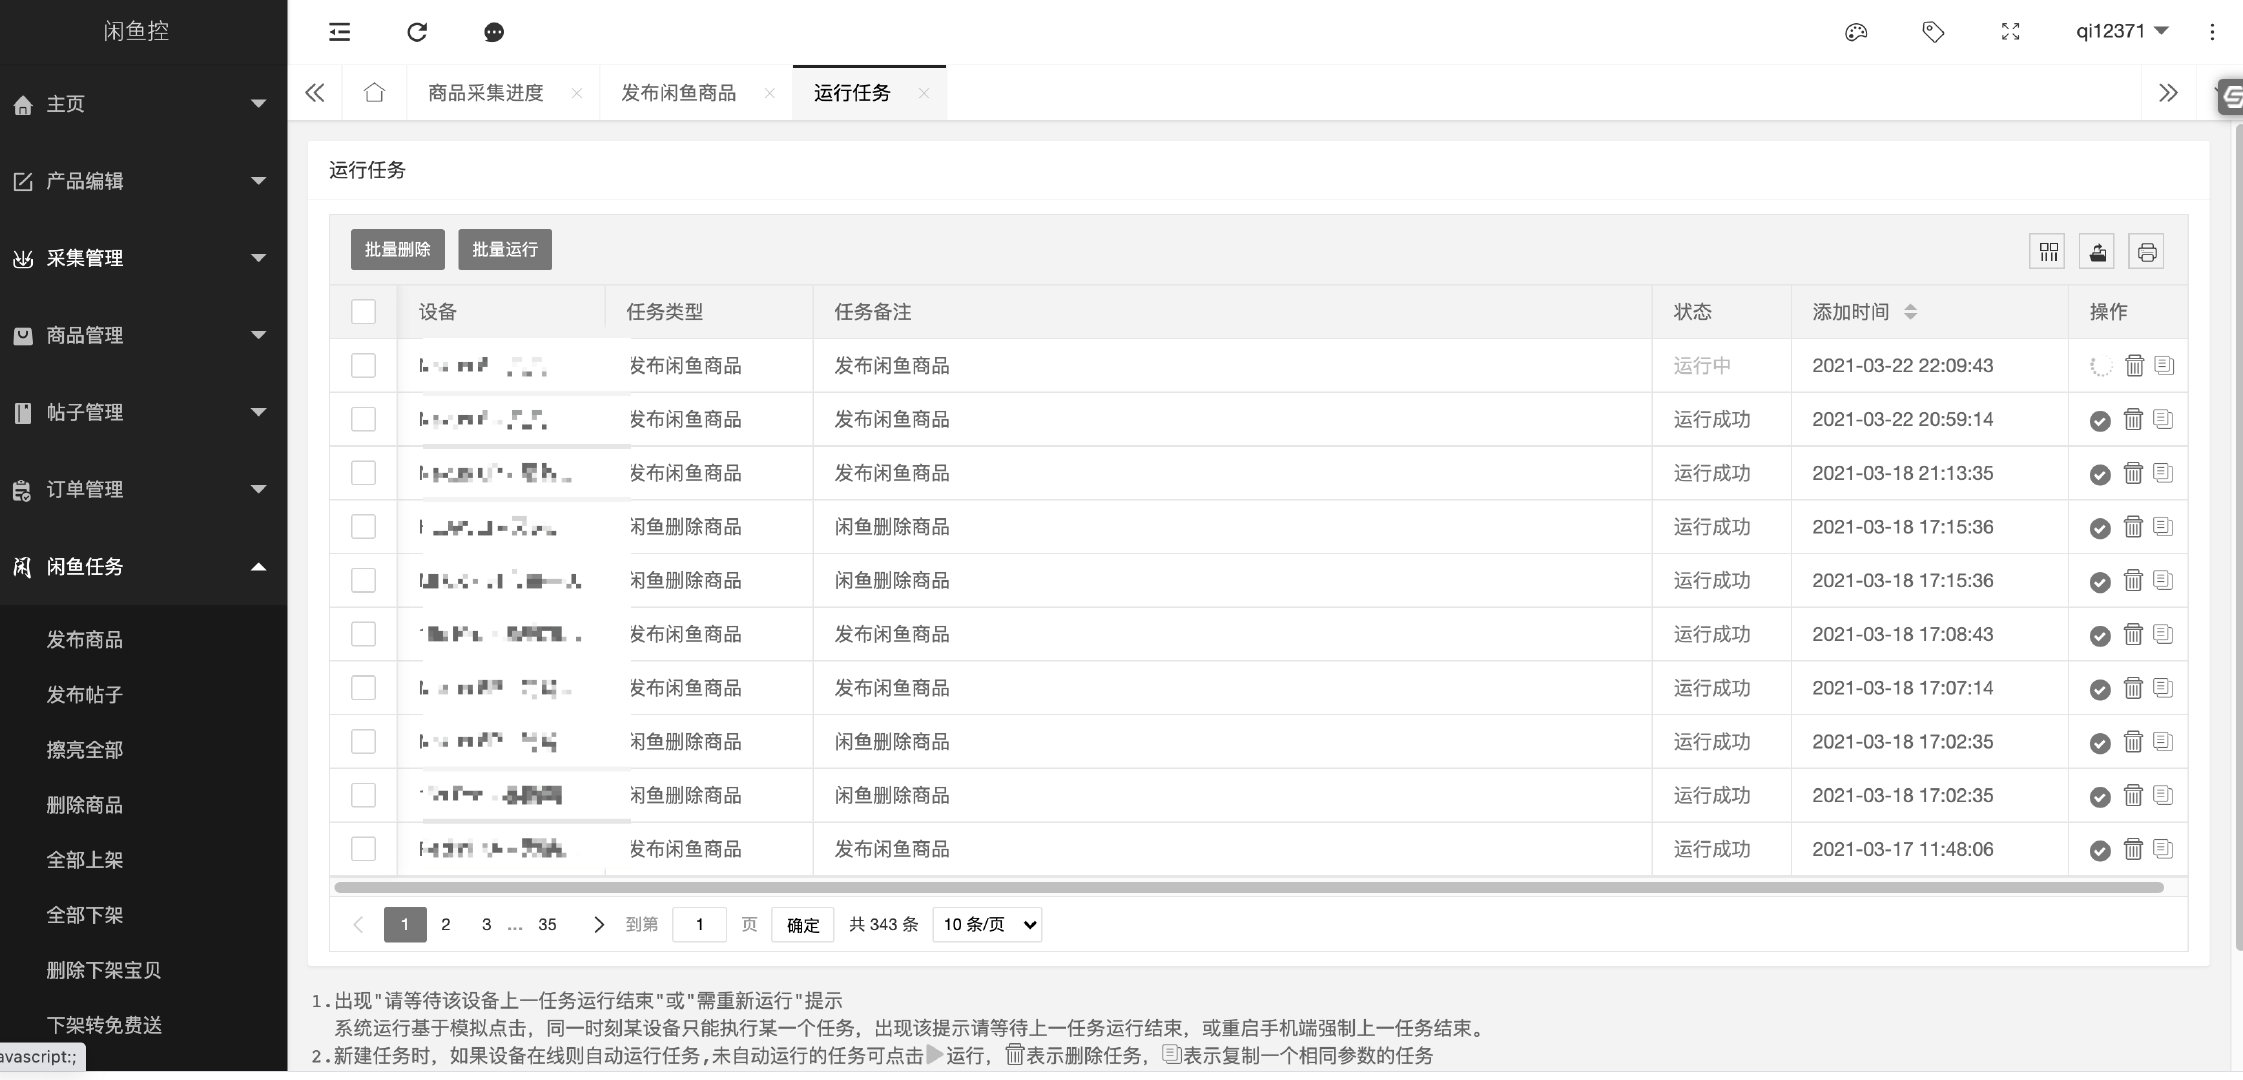 闲鱼控
qi12371
主页
产品编辑
采集管理
商品管理
帖子管理
订单管理
闲鱼任务
发布商品
发布帖子
擦亮全部
删除商品
全部上架
全部下架
删除下架宝贝
下架转免费送
avascript:;
商品采集进度
发布闲鱼商品
运行任务
运行任务
批量删除 批量运行
设备 任务类型 任务备注 状态 添加时间 操作
发布闲鱼商品 发布闲鱼商品 运行中 2021-03-22 22:09:43
发布闲鱼商品 发布闲鱼商品 运行成功 2021-03-22 20:59:14
发布闲鱼商品 发布闲鱼商品 运行成功 2021-03-18 21:13:35
闲鱼删除商品 闲鱼删除商品 运行成功 2021-03-18 17:15:36
闲鱼删除商品 闲鱼删除商品 运行成功 2021-03-18 17:15:36
发布闲鱼商品 发布闲鱼商品 运行成功 2021-03-18 17:08:43
发布闲鱼商品 发布闲鱼商品 运行成功 2021-03-18 17:07:14
闲鱼删除商品 闲鱼删除商品 运行成功 2021-03-18 17:02:35
闲鱼删除商品 闲鱼删除商品 运行成功 2021-03-18 17:02:35
发布闲鱼商品 发布闲鱼商品 运行成功 2021-03-17 11:48:06
1 2 3 … 35 到第 1 页 确定 共 343 条 10 条/页
1.出现"请等待该设备上一任务运行结束"或"需重新运行"提示
系统运行基于模拟点击，同一时刻某设备只能执行某一个任务，出现该提示请等待上一任务运行结束，或重启手机端强制上一任务结束。
2.新建任务时，如果设备在线则自动运行任务,未自动运行的任务可点击运行，表示删除任务，表示复制一个相同参数的任务